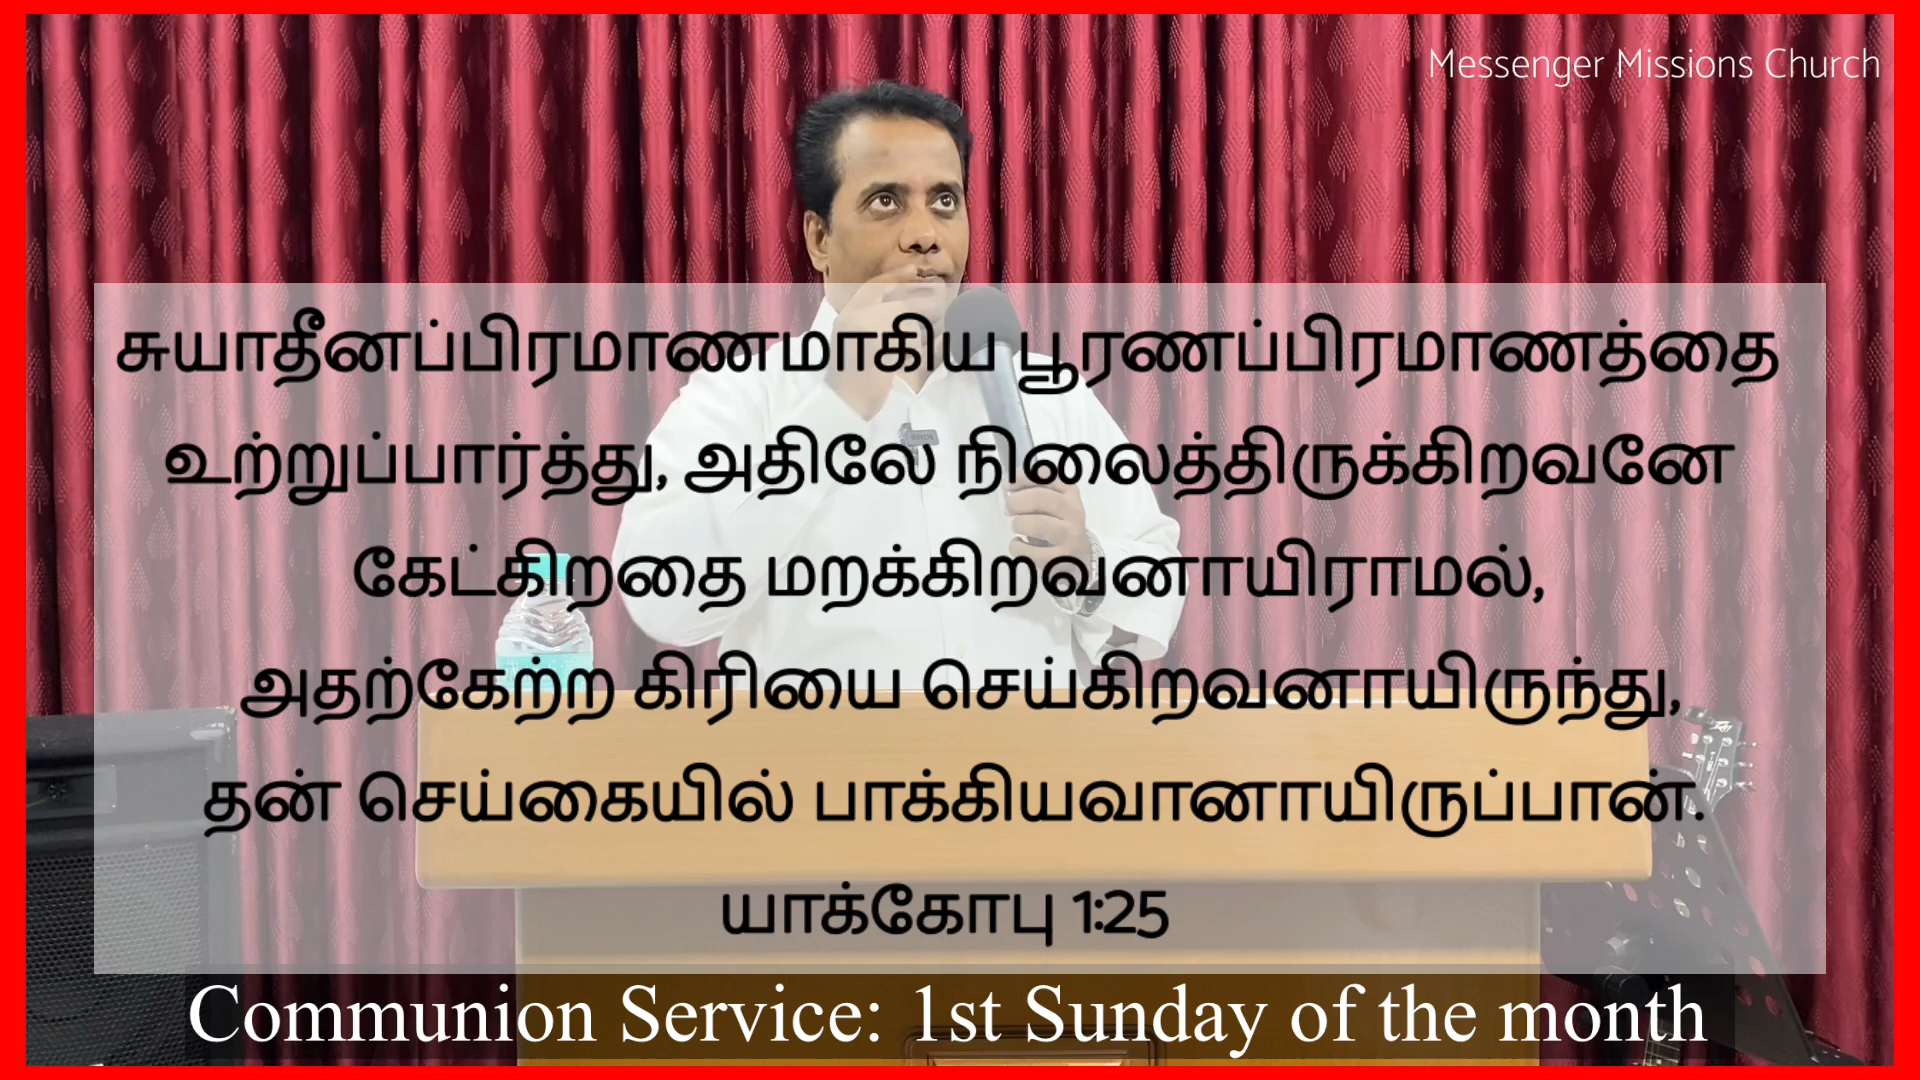 Messenger Missions Church
சுயாதீனப்பிரமாணமாகிய பூரணப்பிரமாணத்தை
உற்றுப்பார்த்து, அதிலே நிலைத்திருக்கிறவனே
கேட்கிறதை மறக்கிறவனாயிராமல்,
அதற்கேற்ற கிரியை செய்கிறவனாயிருந்து,
தன் செய்கையில் பாக்கியவானாயிருப்பான்.
யாக்கோபு 1:25
Communion Service: 1st Sunday of the month